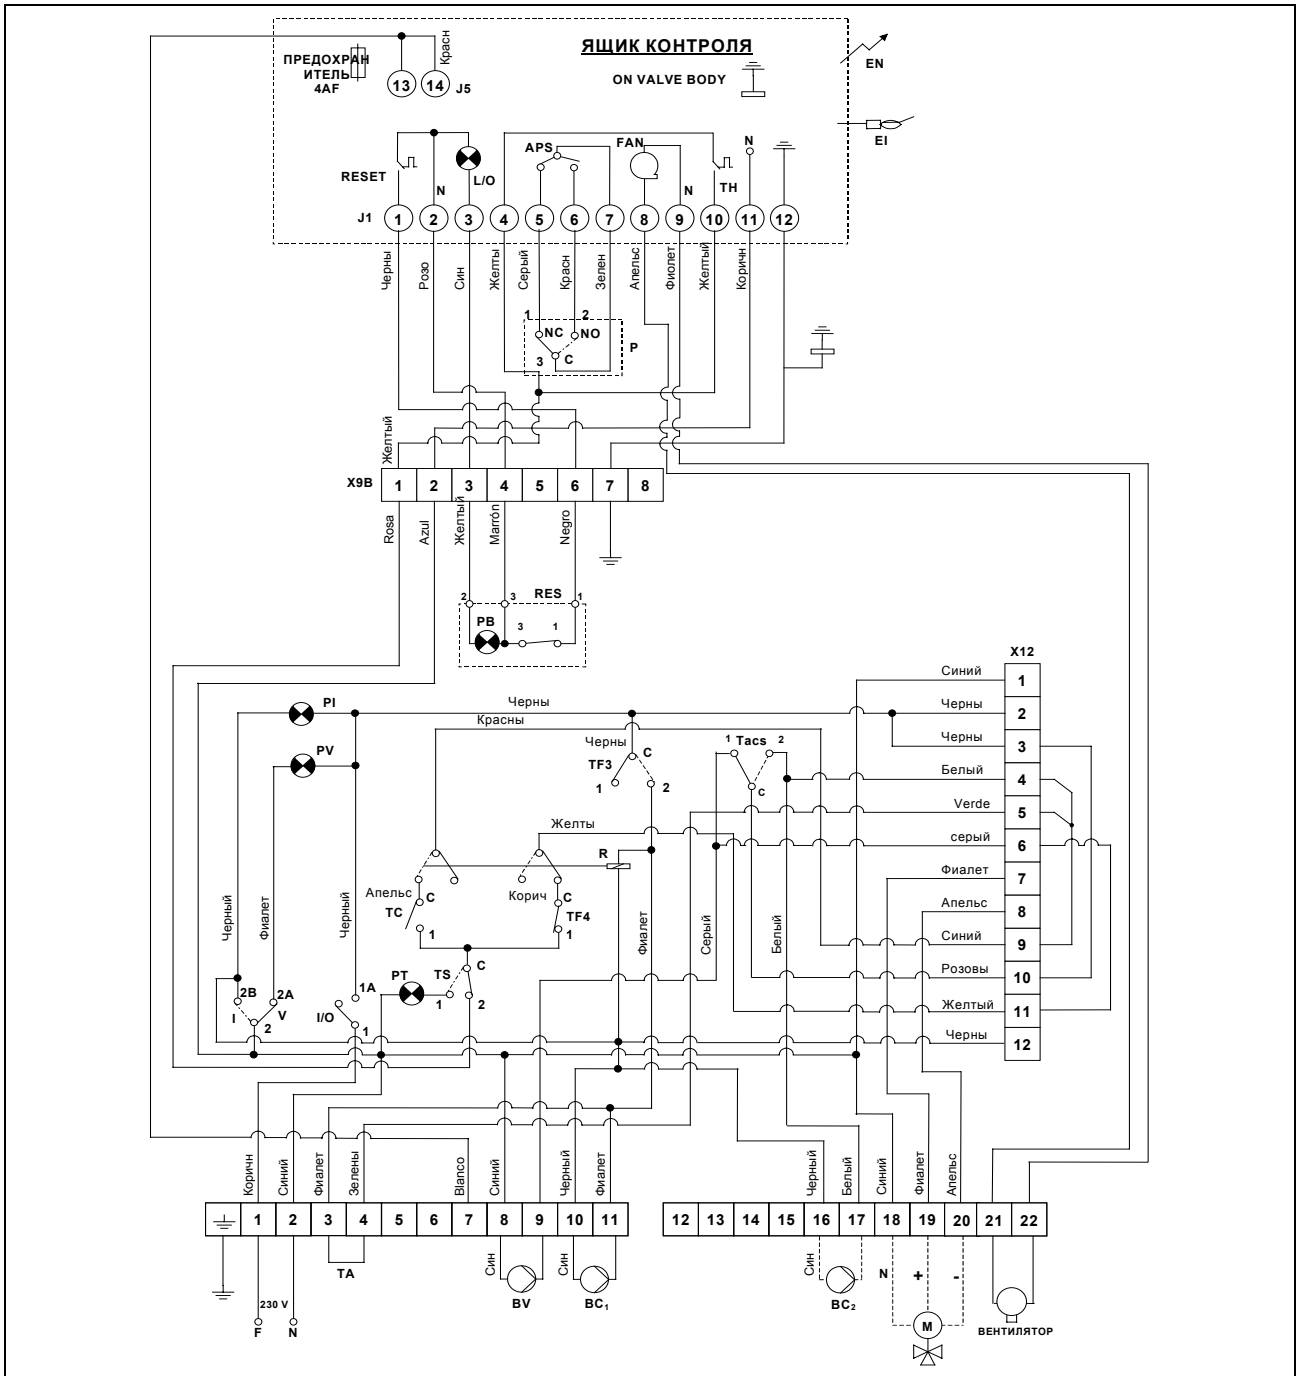 ЯЩИК КОНТРОЛЯ
ON VALVE BODY
ПРЕДОХРАН
ИТЕЛЬ
4AF
Красн
13 14 J5
EN
EI
RESET
N
L/O
APS
FAN
N
TH
N
J1 1 2 3 4 5 6 7 8 9 10 11 12
Черны
Розо
Син
Желты
Серый
Красн
Зелен
Апельс
Фиолет
Желтый
Коричн
1 2
NC NO
3 C
P
Желтый
X9B 1 2 3 4 5 6 7 8
Rosa
Azul
Желтый
Marrón
Negro
2 3 RES 1
PB
3 1
X12
Синий 1
Черны 2
Черны 3
Белый 4
Verde 5
серый 6
Фиалет 7
Апельс 8
Синий 9
Розовы 10
Желтый 11
Черны 12
PI
PV
Черны
Красны
Черны
C
TF3
1 2
1 Tacs 2
C
Желты
R
Апельс
C
TC
1
Корич
C
TF4
1
Черный
Фиалет
Черный
Фиалет
Серый
Белый
PT
TS
C
1 2
2B 2A
I V
2
1A
I/O
1
Коричн
Синий
Фиалет
Зелены
Blanco
Синий
Черный
Фиалет
Черный
Белый
Синий
Фиалет
Апельс
1 2 3 4 5 6 7 8 9 10 11
12 13 14 15 16 17 18 19 20 21 22
TA
230 V
F N
Син
BV
Син
BC1
Син
BC2
N + -
M
ВЕНТИЛЯТОР